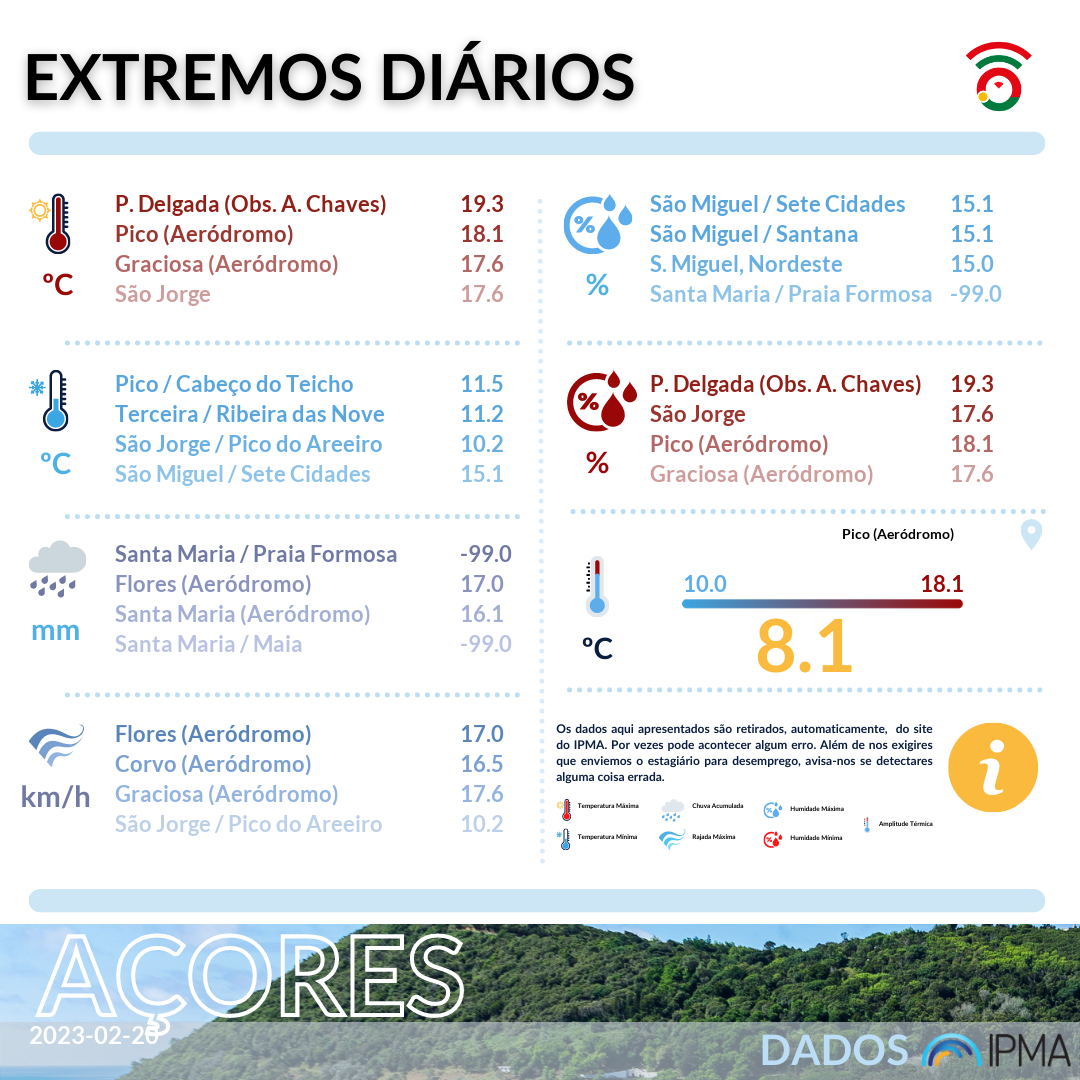 EXTREMOS DIÁRIOS
P. Delgada (Obs. A. Chaves) 19.3
Pico (Aeródromo) 18.1
Graciosa (Aeródromo) 17.6
São Jorge 17.6
ºC
Pico / Cabeço do Teicho 11.5
Terceira / Ribeira das Nove 11.2
São Jorge / Pico do Areeiro 10.2
São Miguel / Sete Cidades 15.1
ºC
Santa Maria / Praia Formosa -99.0
Flores (Aeródromo) 17.0
Santa Maria (Aeródromo) 16.1
Santa Maria / Maia -99.0
mm
Flores (Aeródromo) 17.0
Corvo (Aeródromo) 16.5
Graciosa (Aeródromo) 17.6
São Jorge / Pico do Areeiro 10.2
km/h
%
São Miguel / Sete Cidades 15.1
São Miguel / Santana 15.1
S. Miguel, Nordeste 15.0
Santa Maria / Praia Formosa -99.0
%
%
P. Delgada (Obs. A. Chaves) 19.3
São Jorge 17.6
Pico (Aeródromo) 18.1
Graciosa (Aeródromo) 17.6
%
Pico (Aeródromo)
10.0 18.1
8.1
ºC
Os dados aqui apresentados são retirados, automaticamente, do site
do IPMA. Por vezes pode acontecer algum erro. Além de nos exigires
que enviemos o estagiário para desemprego, avisa-nos se detectares
alguma coisa errada.
i
Temperatura Máxima
Chuva Acumulada
% Humidade Máxima
Amplitude Térmica
Temperatura Mínima
Rajada Máxima
% Humidade Mínima
AÇORES
2023-02-20
DADOS IPMA